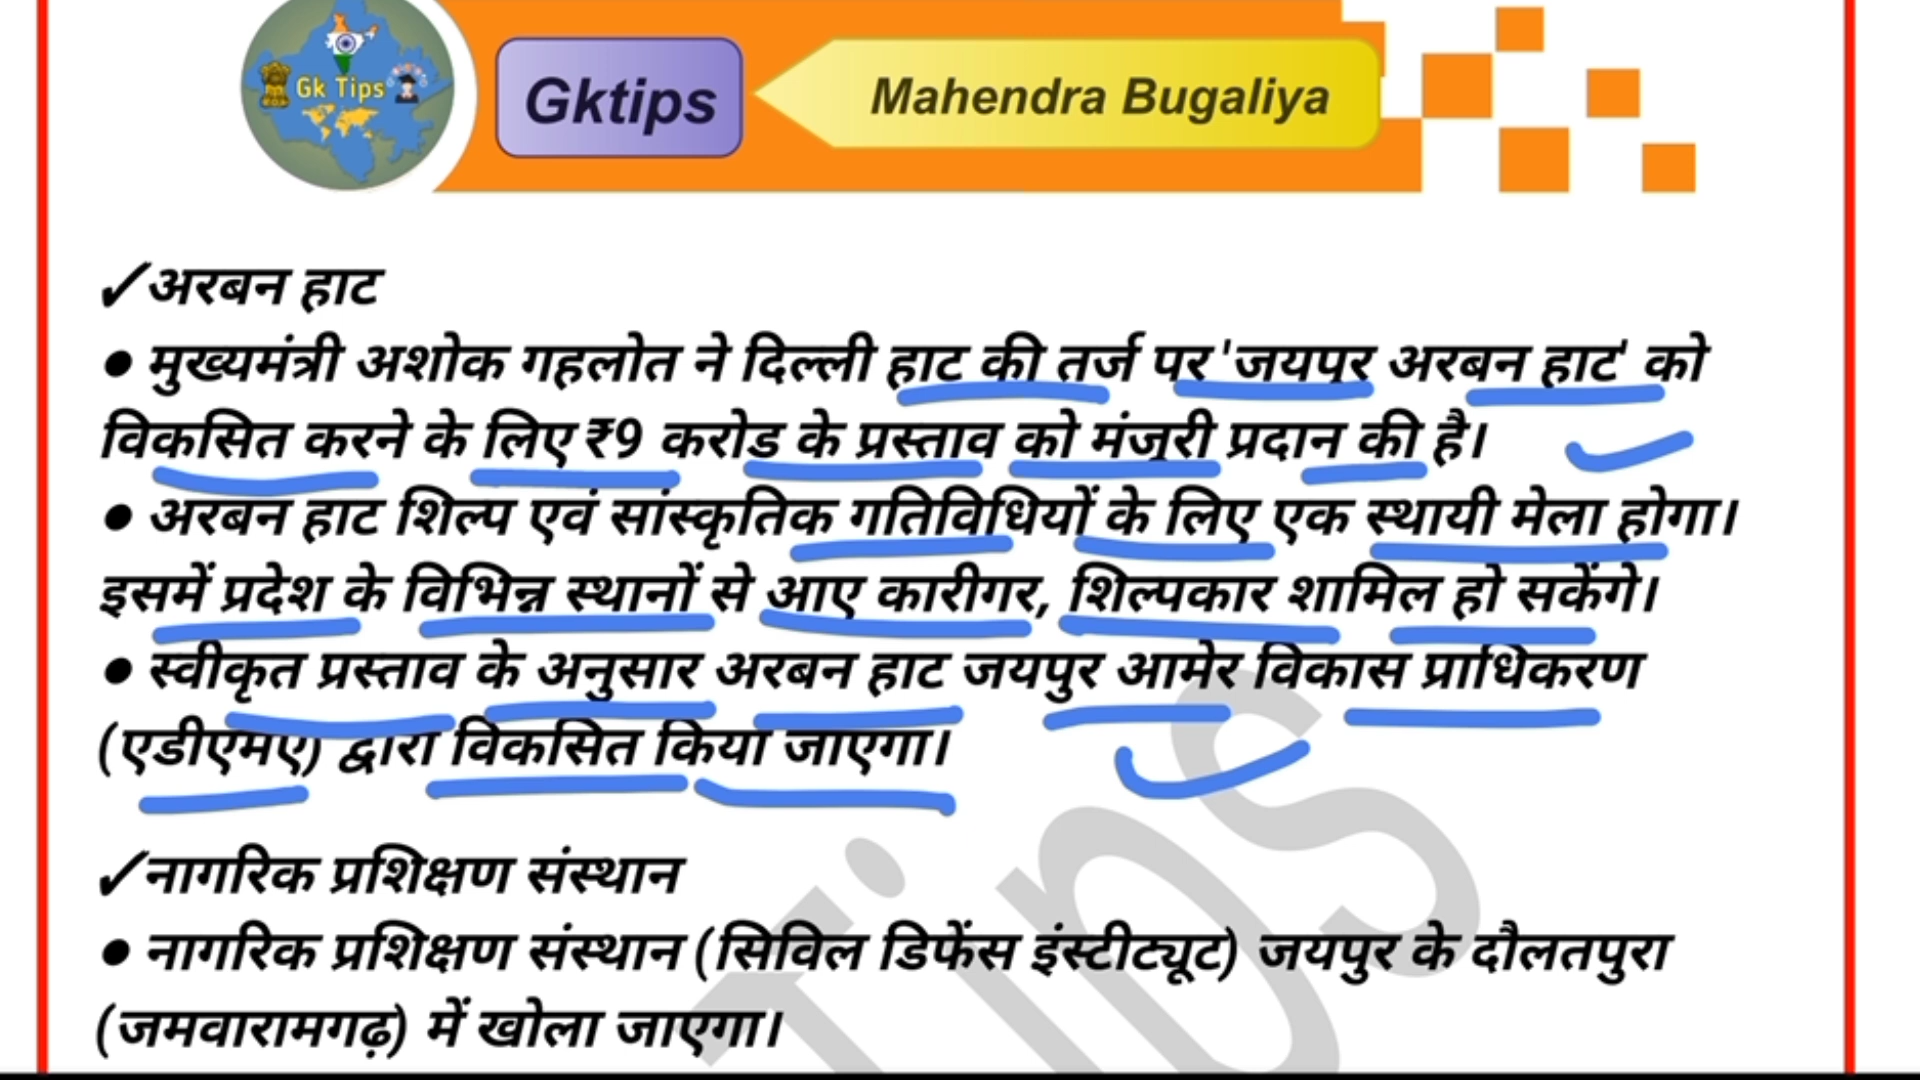 Gk Tips
Gktips
Mahendra Bugaliya
✓अरबन हाट
● मुख्यमंत्री अशोक गहलोत ने दिल्ली हाट की तर्ज पर 'जयपुर अरबन हाट' को
विकसित करने के लिए ₹9 करोड के प्रस्ताव को मंजूरी प्रदान की है।
● अरबन हाट शिल्प एवं सांस्कृतिक गतिविधियों के लिए एक स्थायी मेला होगा।
इसमें प्रदेश के विभिन्न स्थानों से आए कारीगर, शिल्पकार शामिल हो सकेंगे।
● स्वीकृत प्रस्ताव के अनुसार अरबन हाट जयपुर आमेर विकास प्राधिकरण
(एडीएमए) द्वारा विकसित किया जाएगा।
✓नागरिक प्रशिक्षण संस्थान
● नागरिक प्रशिक्षण संस्थान (सिविल डिफेंस इंस्टीट्यूट) जयपुर के दौलतपुरा
(जमवारामगढ़) में खोला जाएगा।
Tips